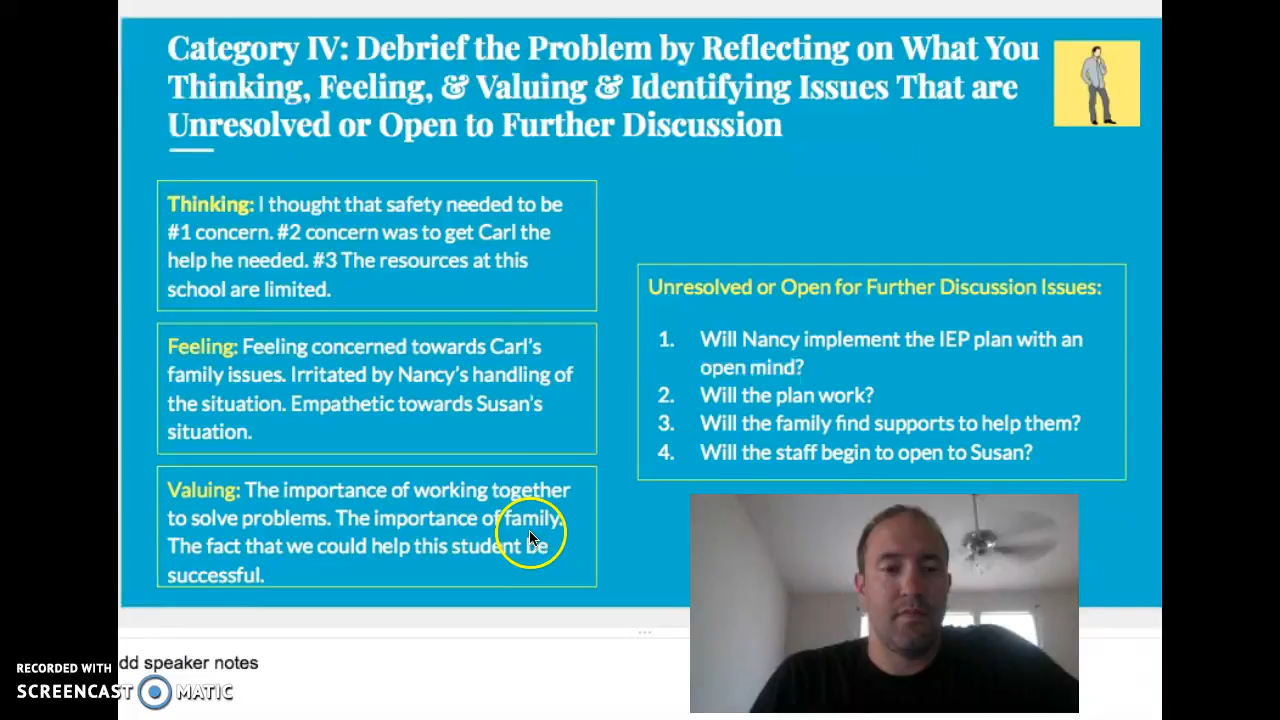 Category IV: Debrief the Problem by Reflecting on What You
Thinking, Feeling, & Valuing & Identifying Issues That are
Unresolved or Open to Further Discussion
Thinking: I thought that safety needed to be
#1 concern. #2 concern was to get Carl the
help he needed. #3 The resources at this
school are limited.
Feeling: Feeling concerned towards Carl's
family issues. Irritated by Nancy's handling of
the situation. Empathetic towards Susan's
situation.
Valuing: The importance of working together
to solve problems. The importance of family.
The fact that we could help this student be
successful.
Unresolved or Open for Further Discussion Issues:
1. Will Nancy implement the IEP plan with an
open mind?
2. Will the plan work?
3. Will the family find supports to help them?
4. Will the staff begin to open to Susan?
dd speaker notes
RECORDED WITH
SCREENCAST MATIC